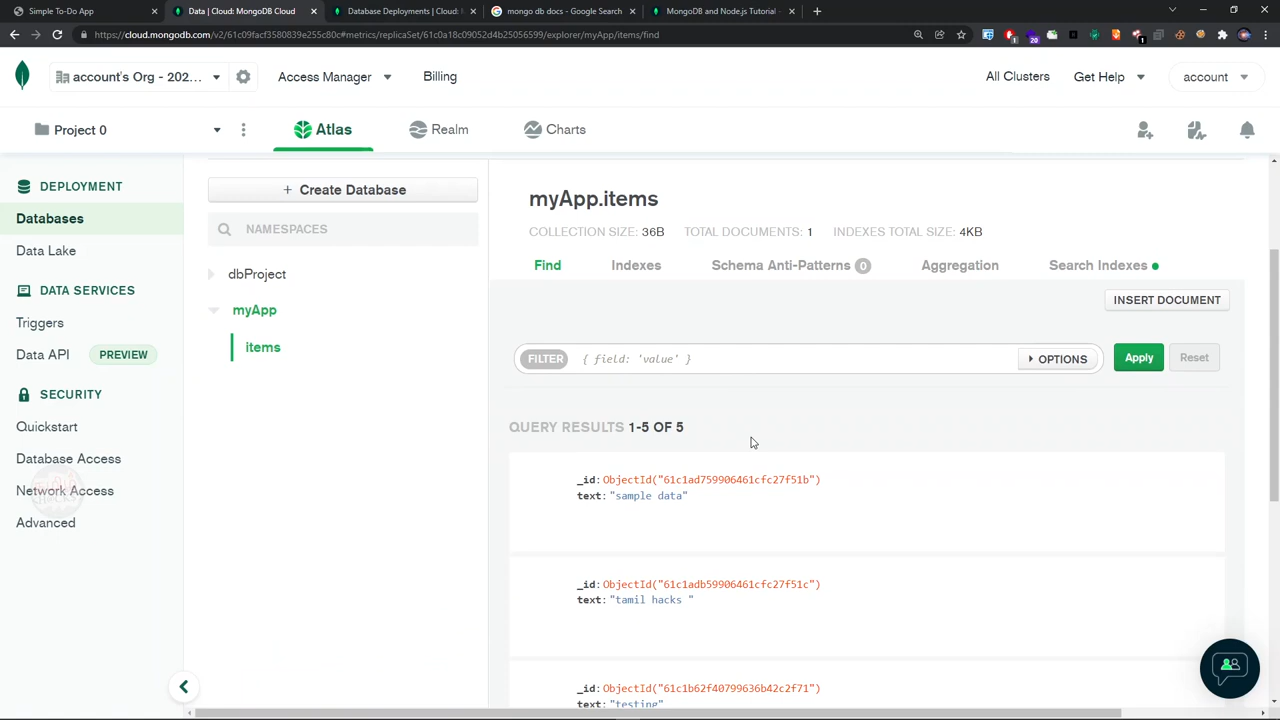 Simple To-Do App
Data | Cloud: MongoDB Cloud
Database Deployments | Cloud: M
mongo db docs - Google Search
MongoDB and Node.js Tutorial -
https://cloud.mongodb.com/v2/61c09facf3580839255c80c#metrics/replicaSet/61c0a18c09052d4b25056599/explorer/myApp/items/find
account's Org - 202...
Access Manager
Billing
All Clusters
Get Help
account
Project 0
Atlas
Realm
Charts
DEPLOYMENT
Databases
Data Lake
DATA SERVICES
Triggers
Data API PREVIEW
SECURITY
Quickstart
Database Access
Network Access
Advanced
+ Create Database
NAMESPACES
dbProject
myApp
items
myApp.items
COLLECTION SIZE: 36B TOTAL DOCUMENTS: 1 INDEXES TOTAL SIZE: 4KB
Find Indexes Schema Anti-Patterns 0 Aggregation Search Indexes
INSERT DOCUMENT
FILTER { field: 'value' } OPTIONS Apply Reset
QUERY RESULTS 1-5 OF 5
_id: ObjectId("61c1ad759906461cfc27f51b")
text: "sample data"
_id: ObjectId("61c1adb59906461cfc27f51c")
text: "tamil hacks "
_id: ObjectId("61c1b62f40799636b42c2f71")
text: "testing"